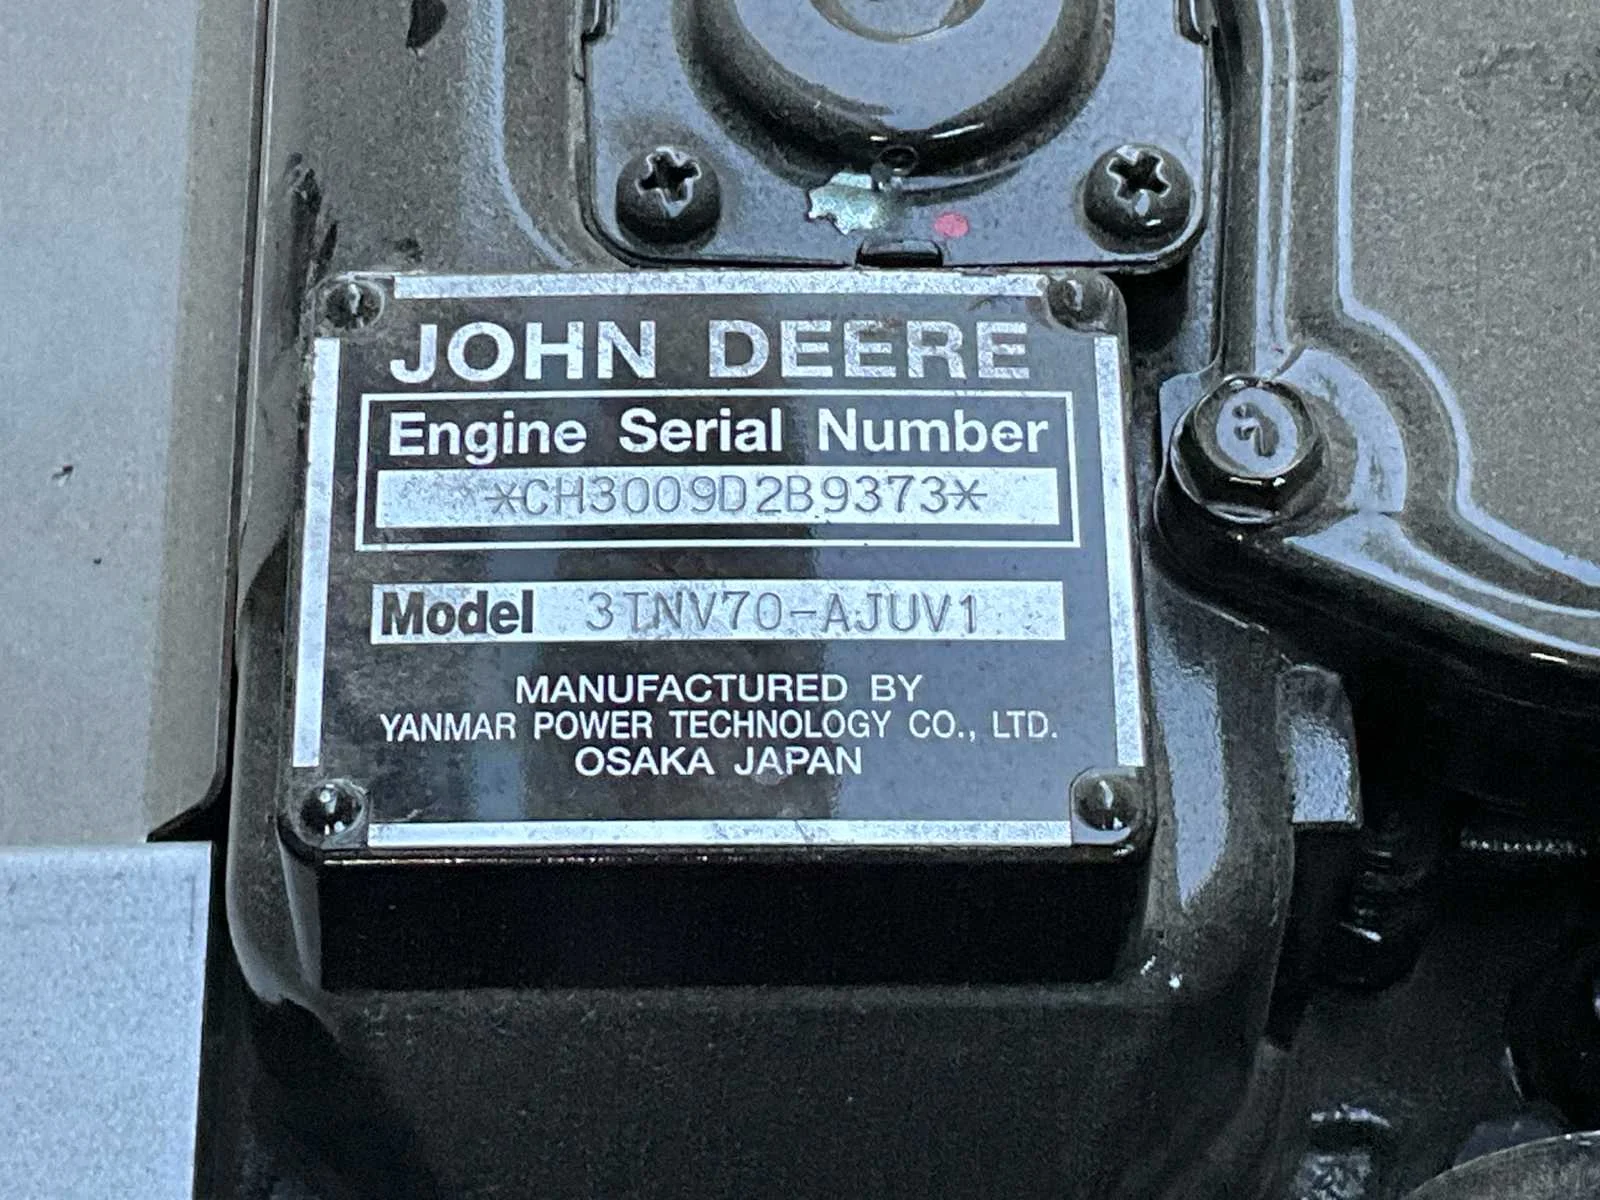 JOHN DEERE
Engine Serial Number
*CH3009D2B9373*
Model 3TNV70-AJUV1
MANUFACTURED BY
YANMAR POWER TECHNOLOGY CO., LTD.
OSAKA JAPAN